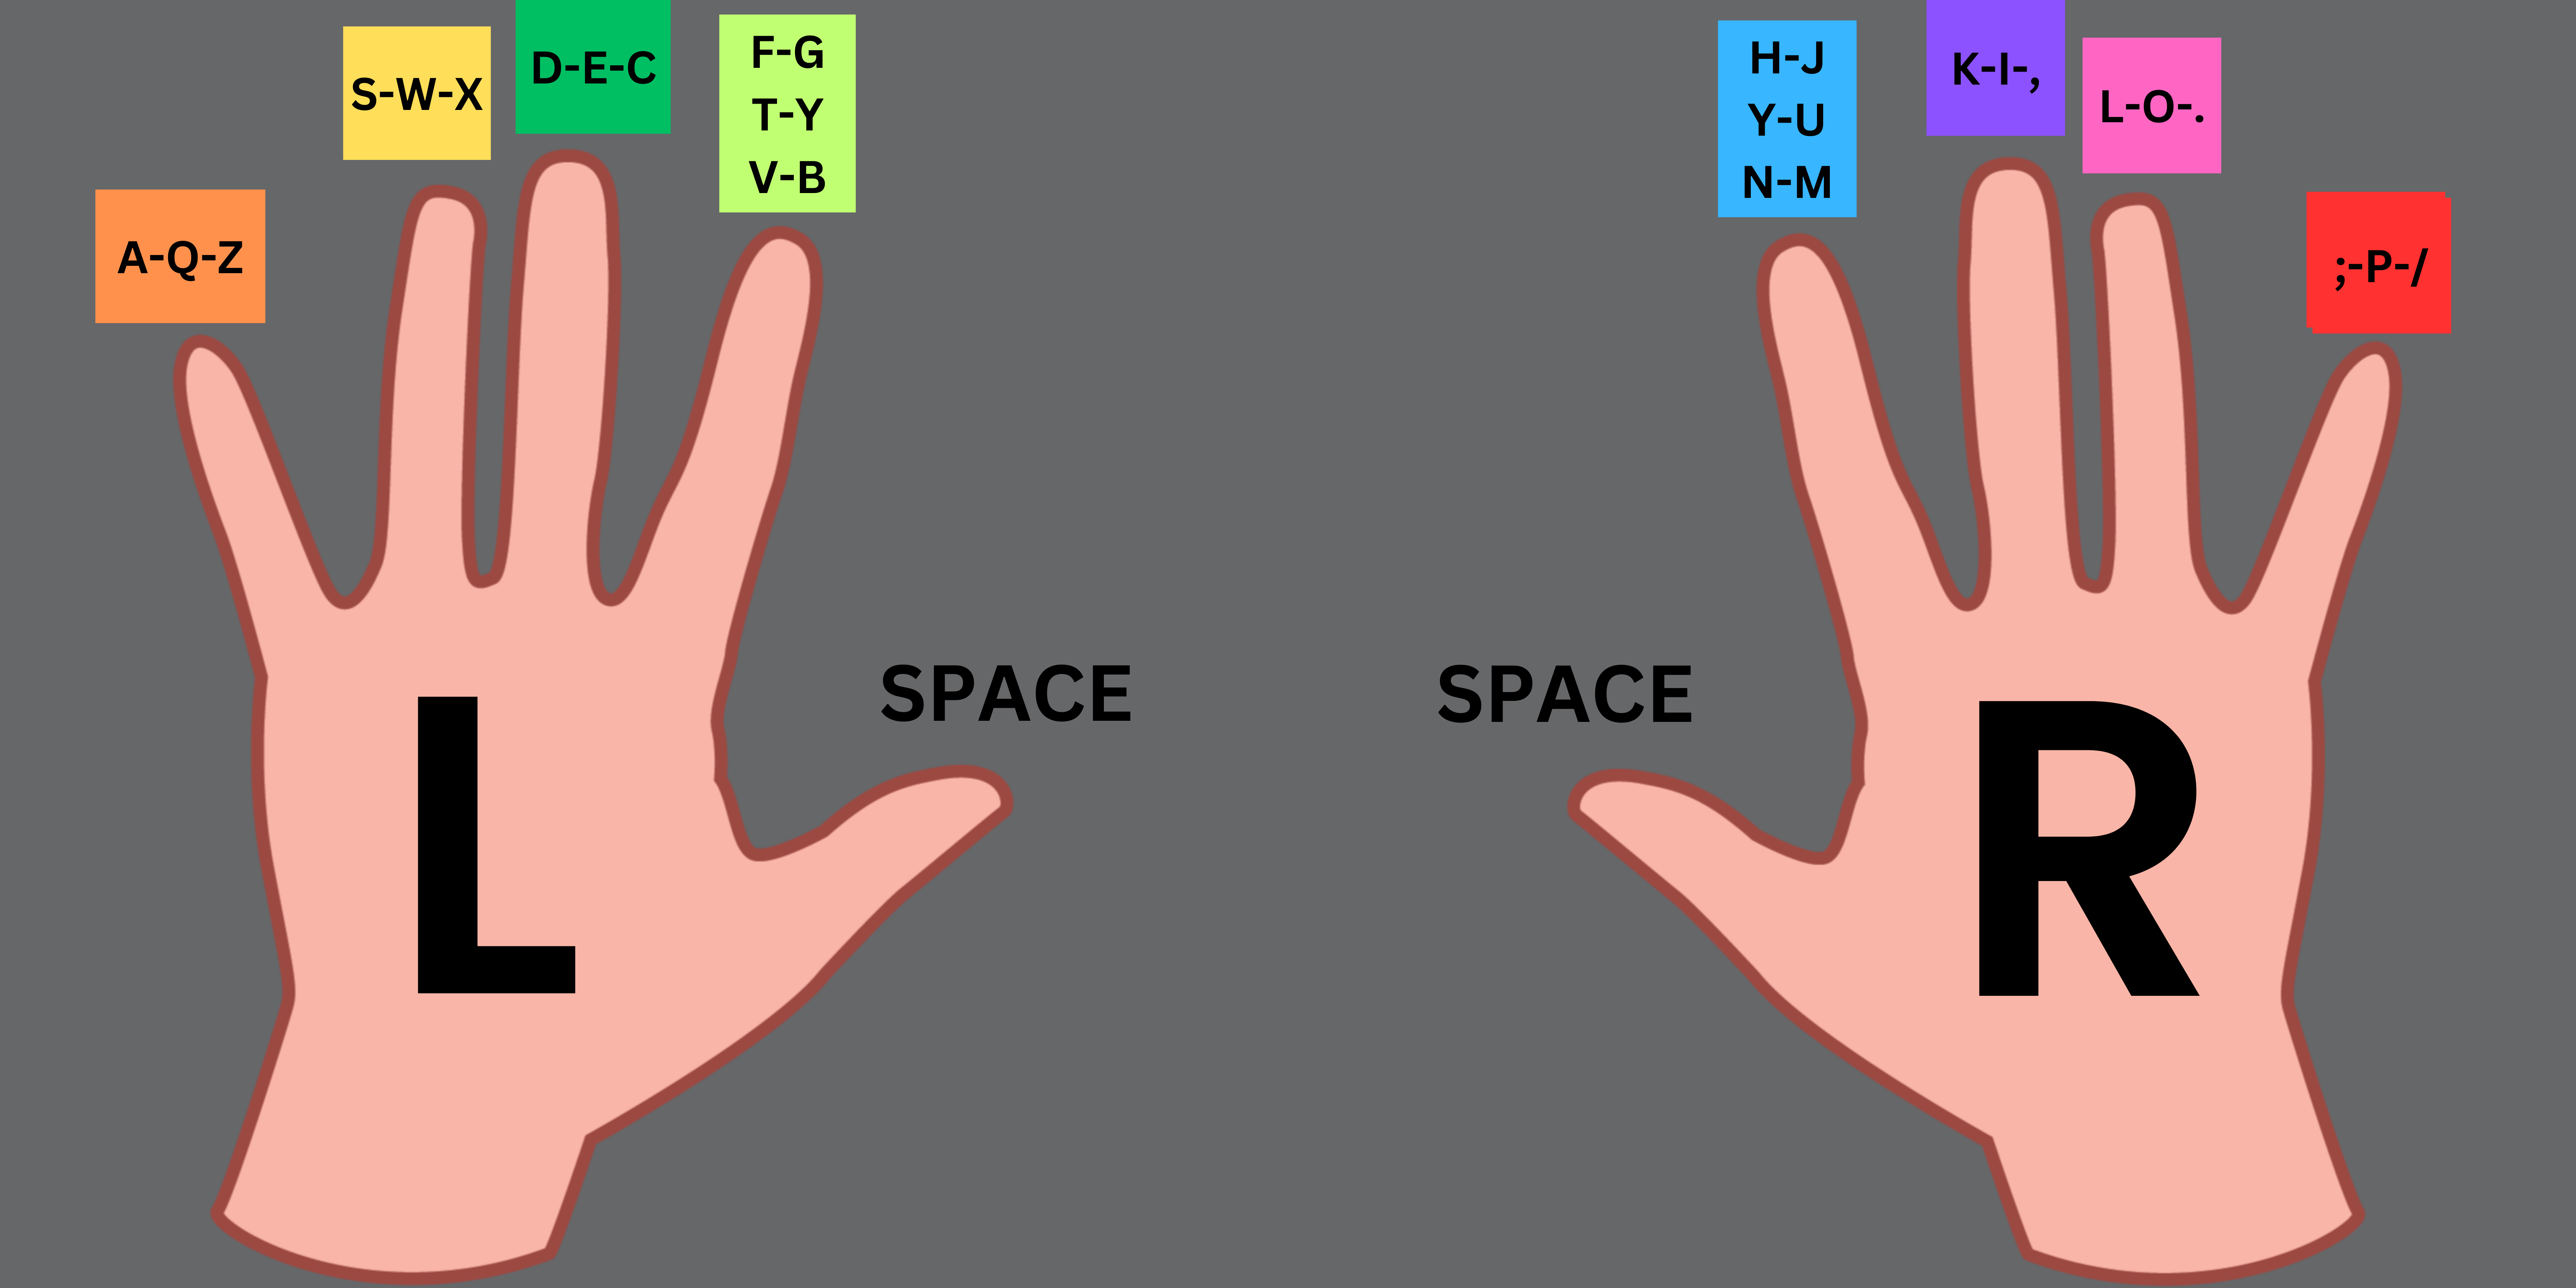 A-Q-Z
S-W-X
D-E-C
F-G
T-Y
V-B
H-J
Y-U
N-M
K-I-,
L-O-.
;-P-/
SPACE
SPACE
L
R